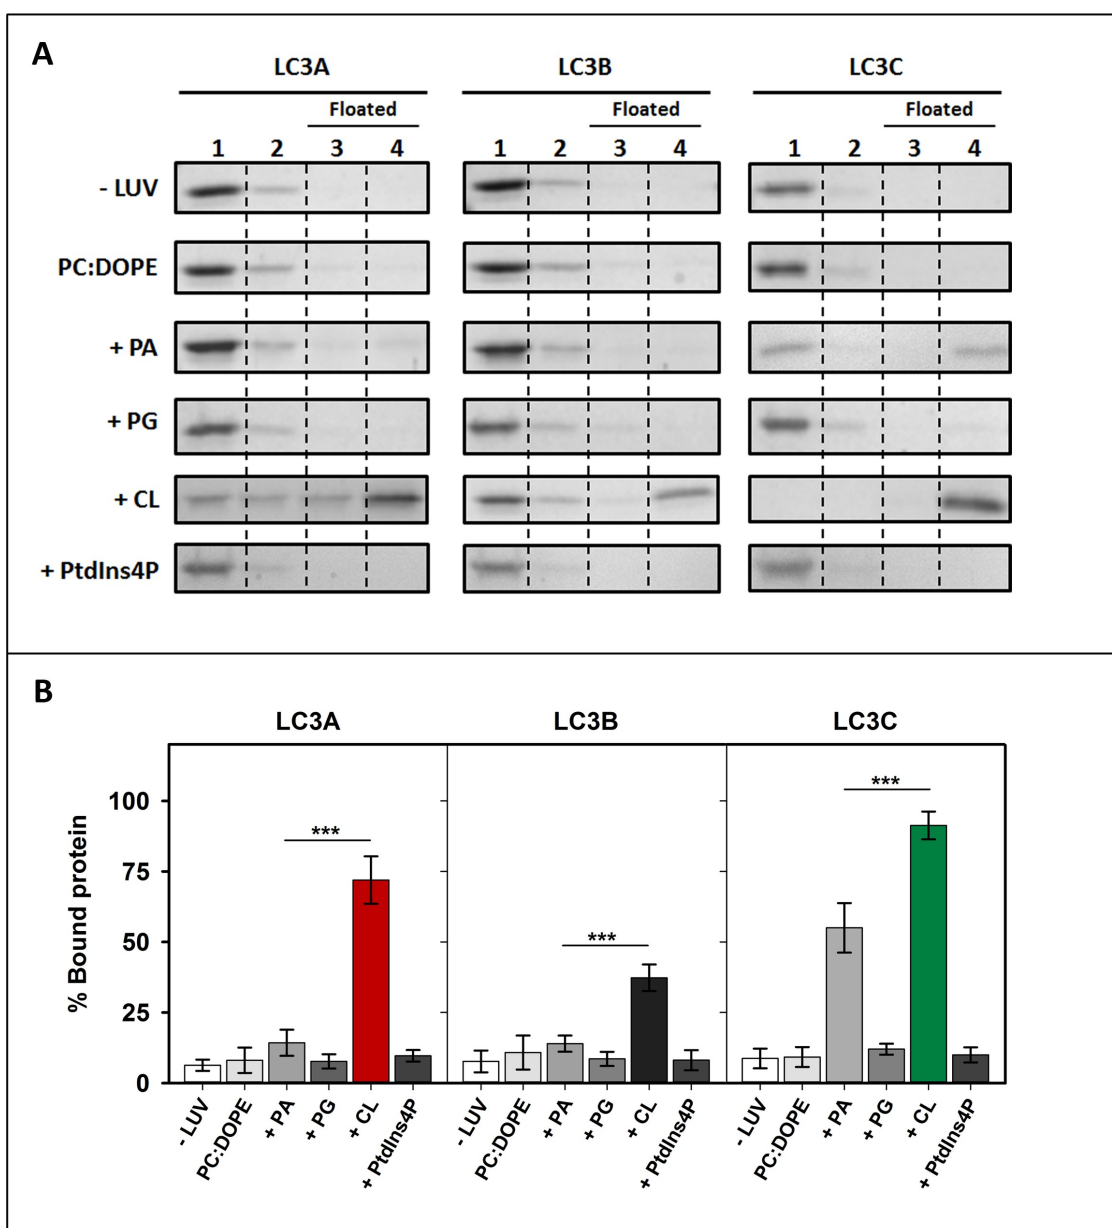 A
LC3A LC3B LC3C
Floated Floated Floated
1 2 3 4 1 2 3 4 1 2 3 4
- LUV
PC:DOPE
+ PA
+ PG
+ CL
+ PtdIns4P
B
LC3A LC3B LC3C
% Bound protein
100
75
50
25
0
***
***
***
- LUV PC:DOPE + PA + PG + CL + PtdIns4P - LUV PC:DOPE + PA + PG + CL + PtdIns4P - LUV PC:DOPE + PA + PG + CL + PtdIns4P